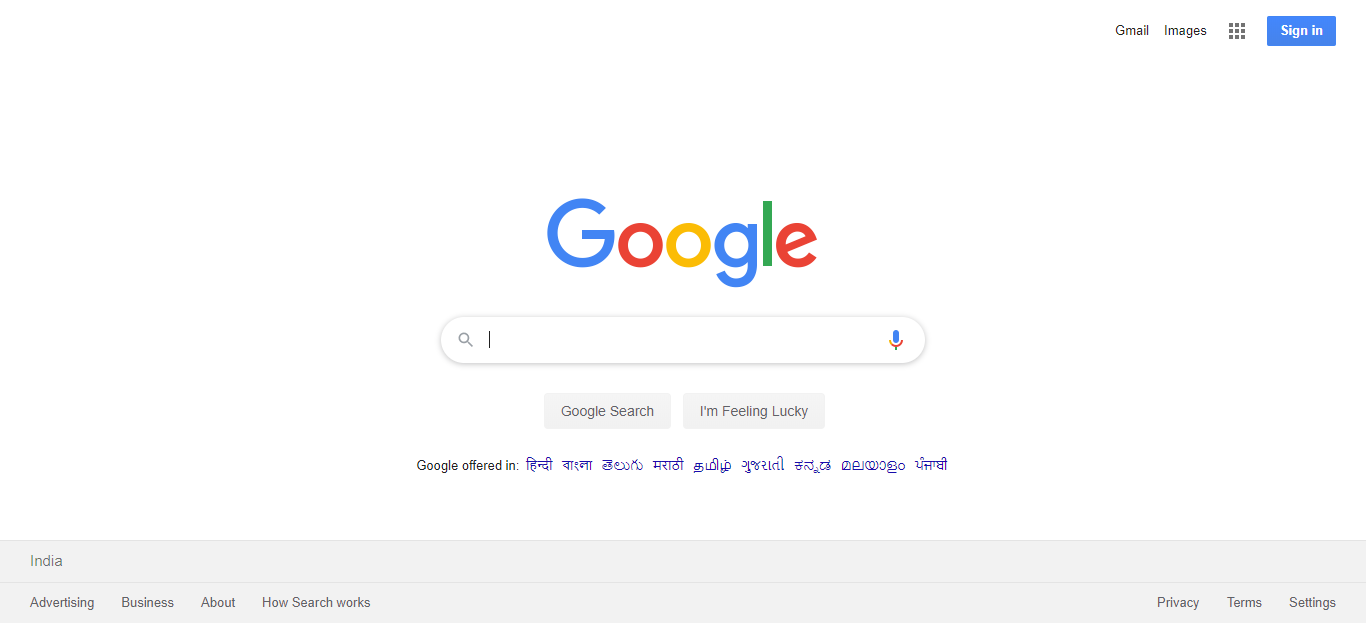 Gmail Images Sign in
Google
Google Search I'm Feeling Lucky
Google offered in: हिन्दी বাংলা తెలుగు मराठी தமிழ் ગુજરાતી ಕನ್ನಡ മലയാളം ਪੰਜਾਬੀ
India
Advertising Business About How Search works Privacy Terms Settings